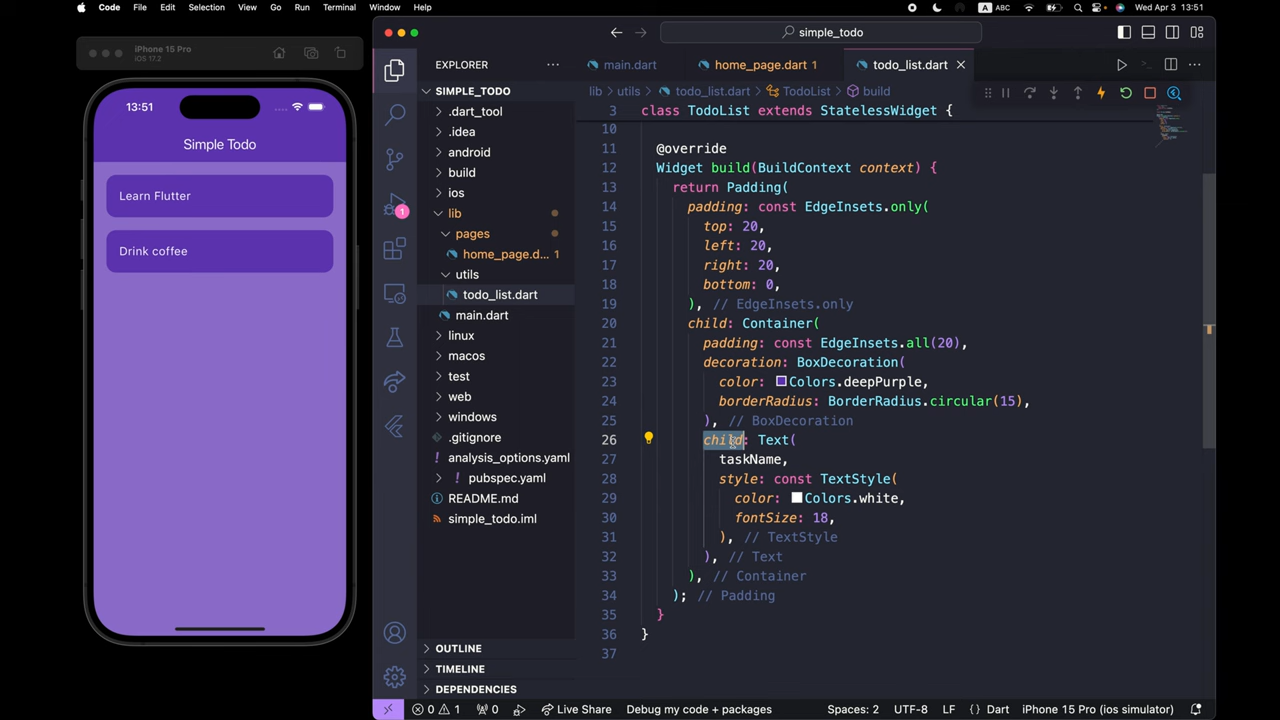 Code File Edit Selection View Go Run Terminal Window Help
A ABC Wed Apr 3 13:51
iPhone 15 Pro
iOS 17.2
13:51
Simple Todo
Learn Flutter
Drink coffee
simple_todo
EXPLORER
SIMPLE_TODO
.dart_tool
.idea
android
build
ios
lib
pages
home_page.d... 1
utils
todo_list.dart
main.dart
linux
macos
test
web
windows
.gitignore
analysis_options.yaml
! pubspec.yaml
README.md
simple_todo.iml
OUTLINE
TIMELINE
DEPENDENCIES
1
main.dart home_page.dart 1 todo_list.dart
lib > utils > todo_list.dart > TodoList > build
3 class TodoList extends StatelessWidget {
10
11 @override
12 Widget build(BuildContext context) {
13 return Padding(
14 padding: const EdgeInsets.only(
15 top: 20,
16 left: 20,
17 right: 20,
18 bottom: 0,
19 ), // EdgeInsets.only
20 child: Container(
21 padding: const EdgeInsets.all(20),
22 decoration: BoxDecoration(
23 color: Colors.deepPurple,
24 borderRadius: BorderRadius.circular(15),
25 ), // BoxDecoration
26 child: Text(
27 taskName,
28 style: const TextStyle(
29 color: Colors.white,
30 fontSize: 18,
31 ), // TextStyle
32 ), // Text
33 ), // Container
34 ); // Padding
35 }
36 }
37
0 1 0 Live Share Debug my code + packages Spaces: 2 UTF-8 LF {} Dart iPhone 15 Pro (ios simulator)